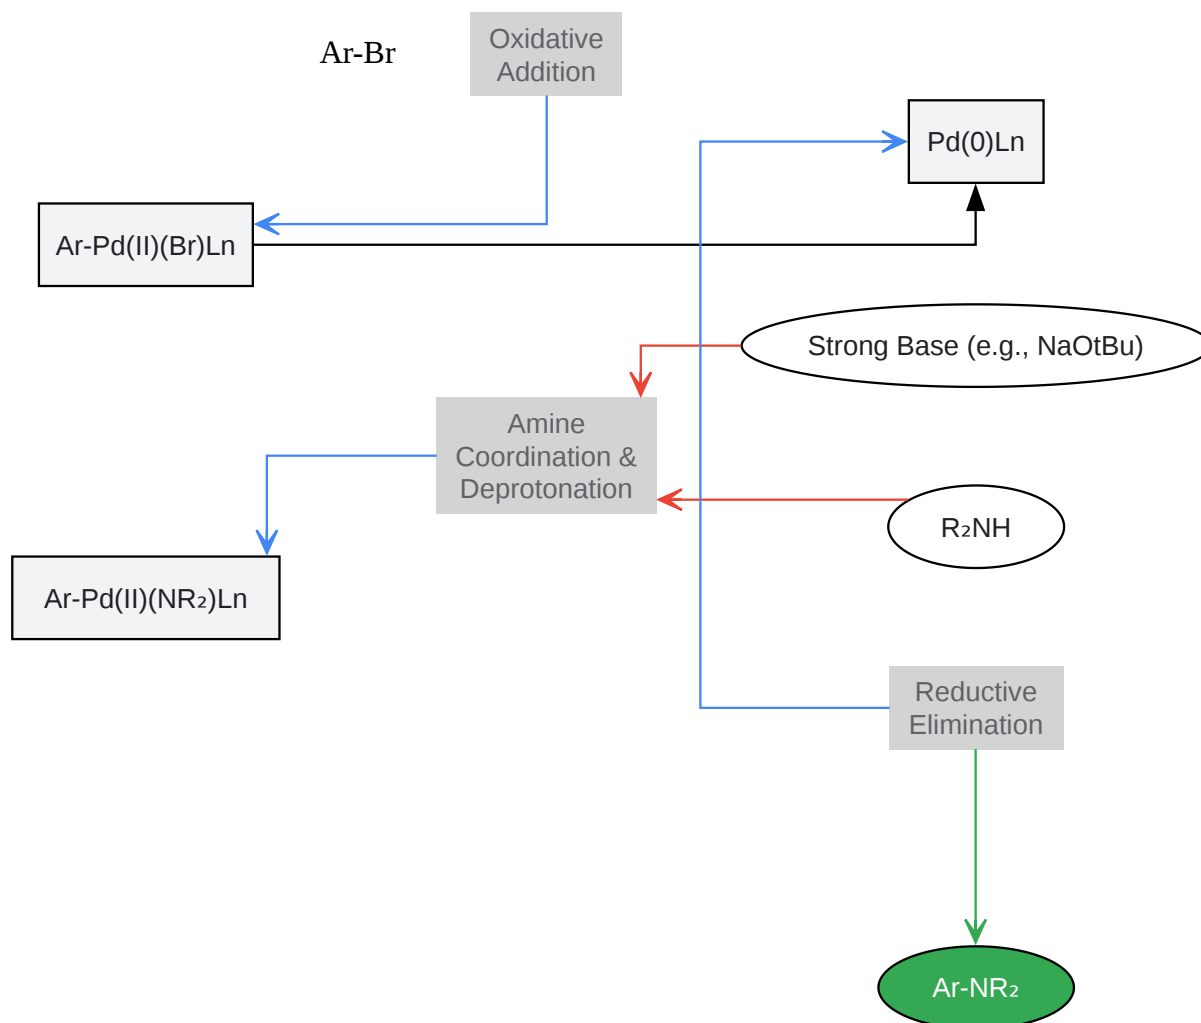 Ar-Br
Oxidative
Addition
Pd(0)Ln
Ar-Pd(II)(Br)Ln
Strong Base (e.g., NaOtBu)
Amine
Coordination &
Deprotonation
R₂NH
Ar-Pd(II)(NR₂)Ln
Reductive
Elimination
Ar-NR₂